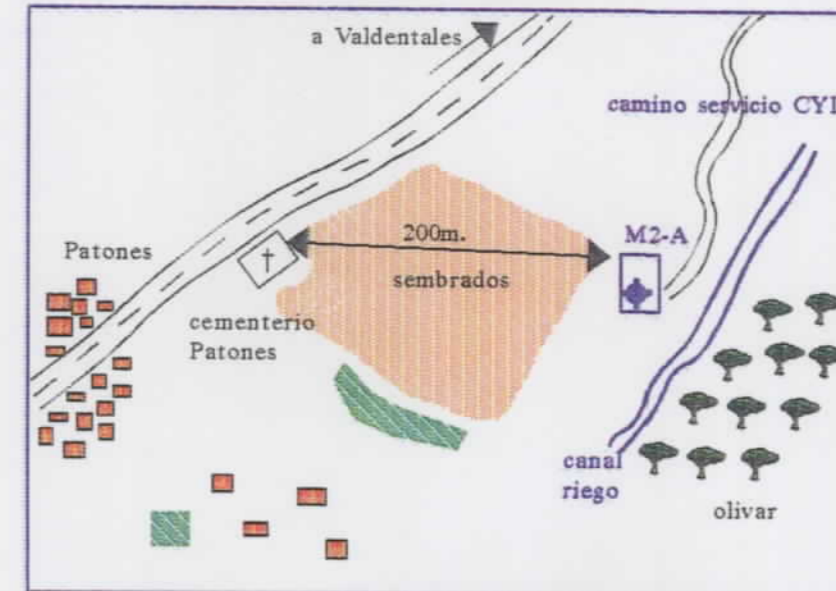 a Valdentales
camino servicio CYI
Patones
200m.
M2-A
sembrados
cementerio
Patones
canal
riego
olivar